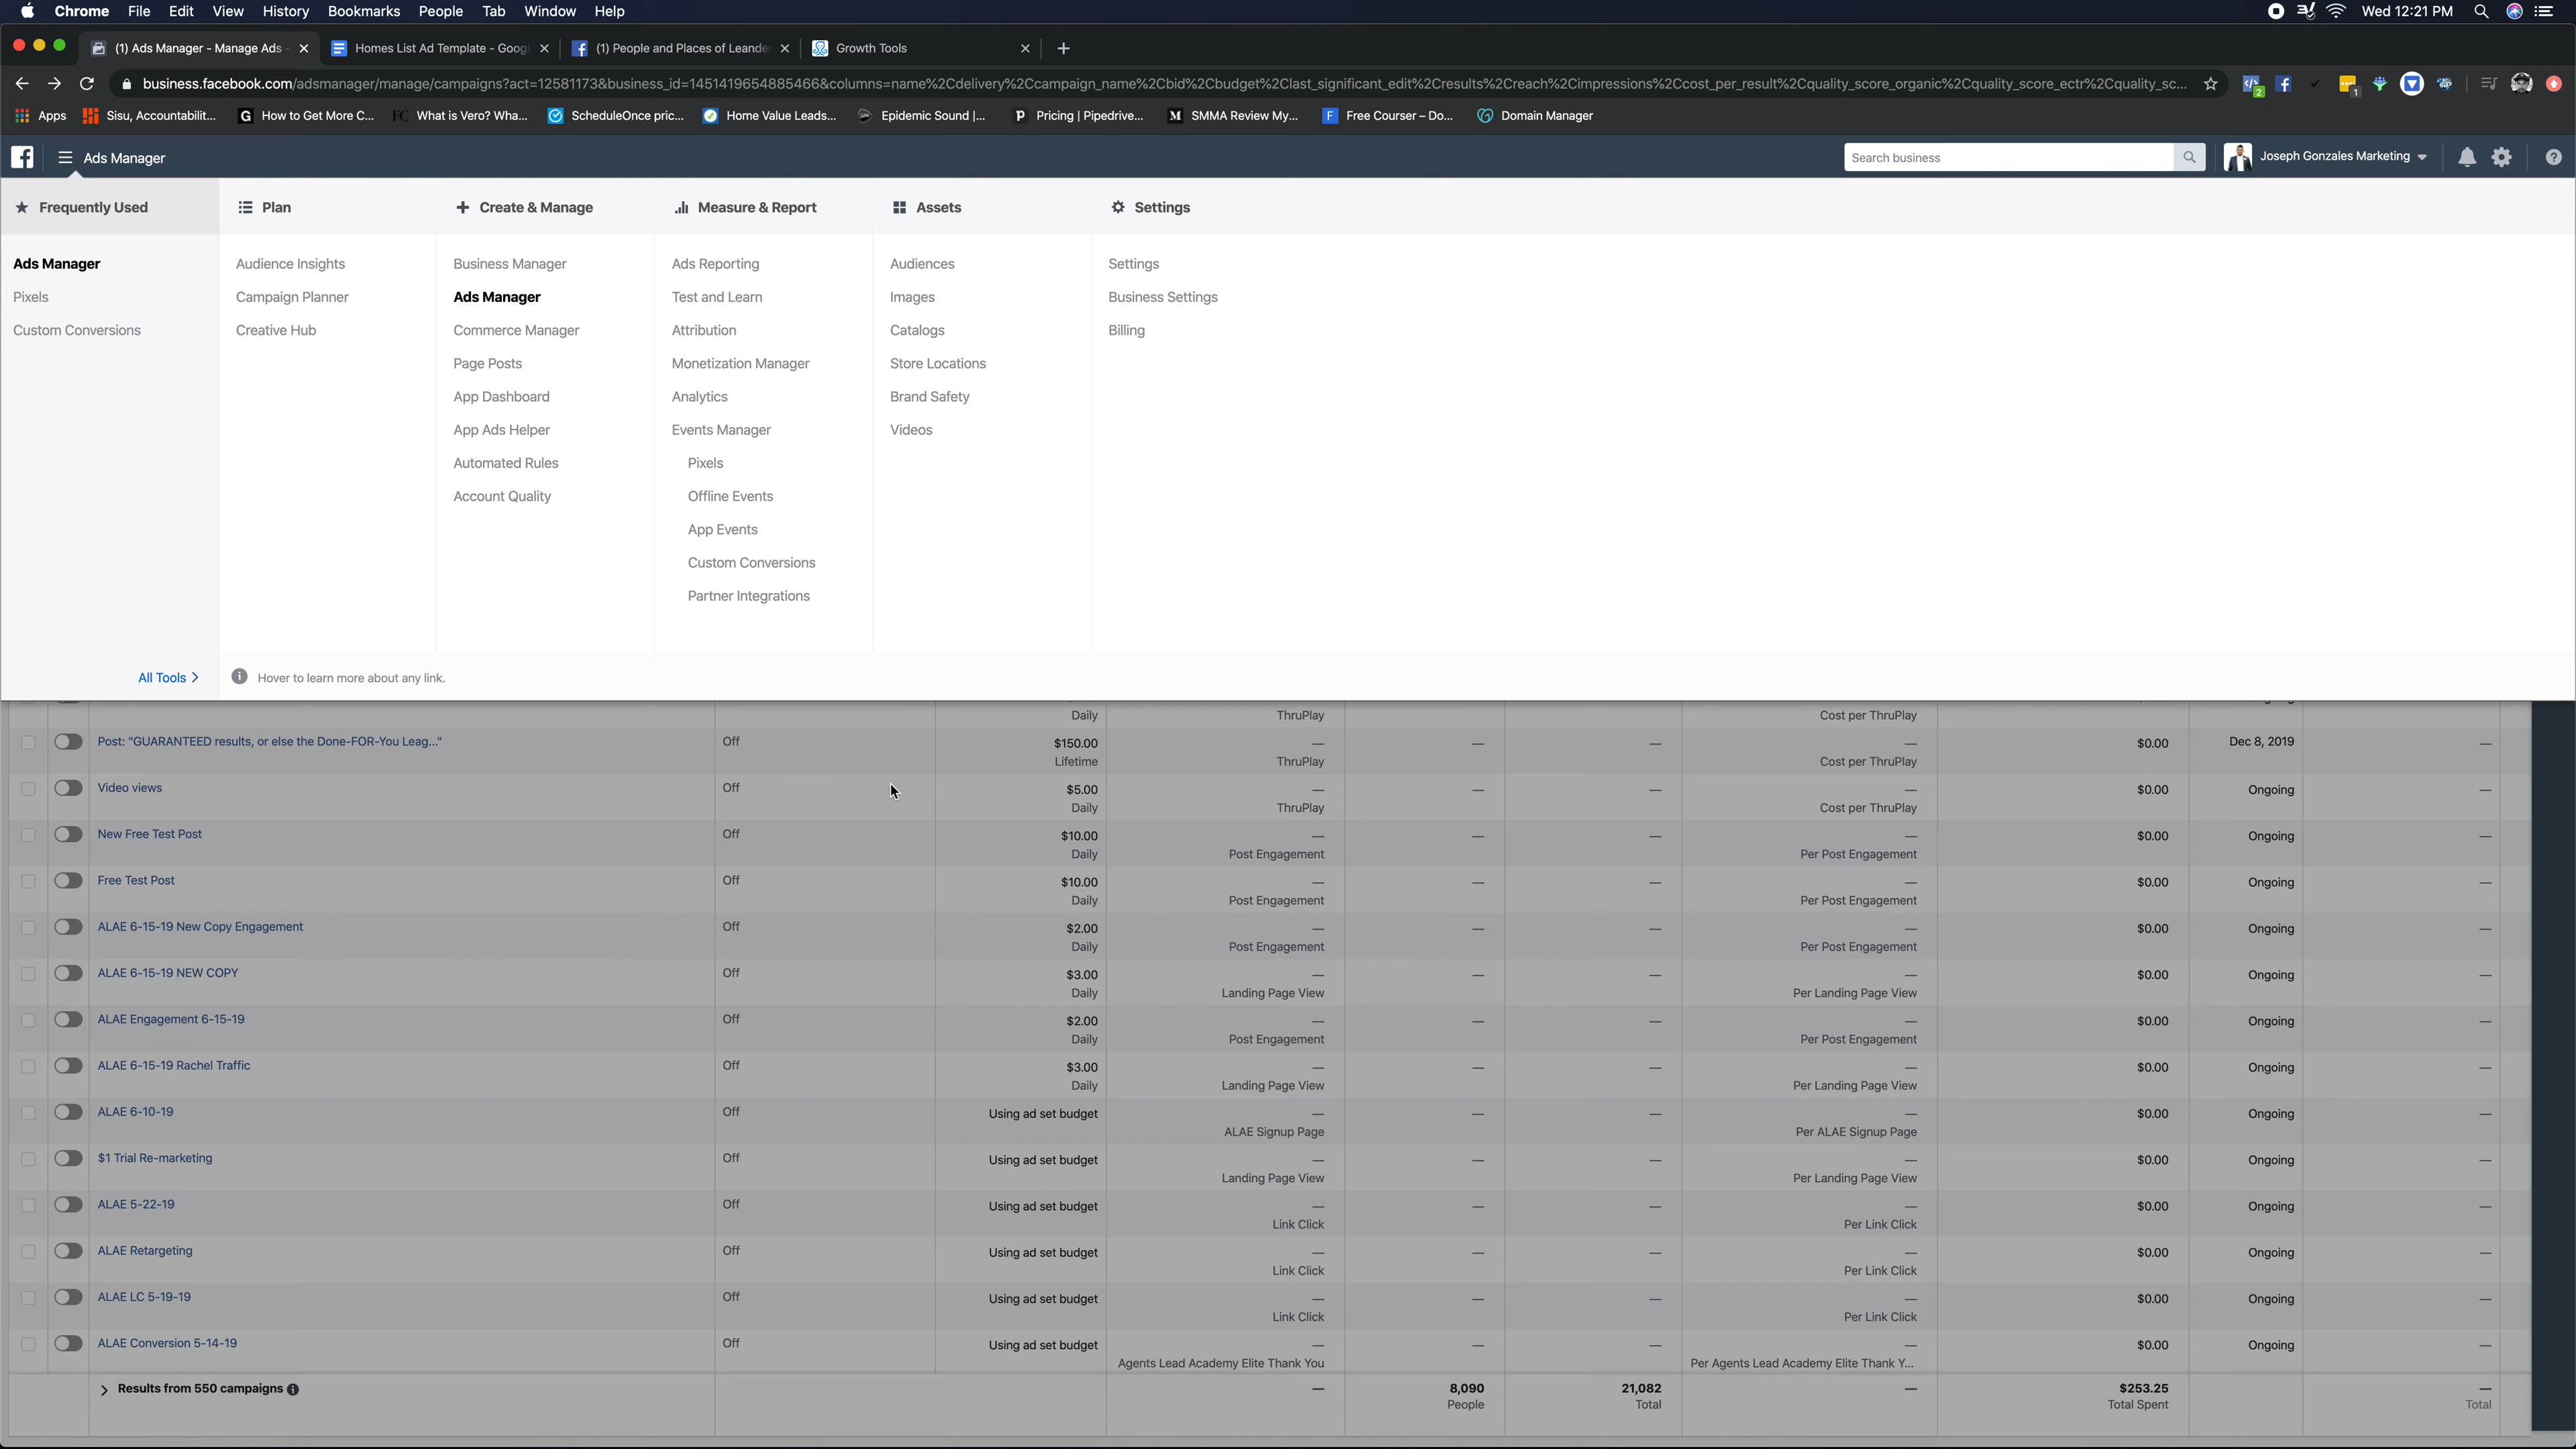 Chrome File Edit View History Bookmarks People Tab Window Help Wed 12:21 PM
(1) Ads Manager - Manage Ads - Homes List Ad Template - Goog (1) People and Places of Leande Growth Tools
business.facebook.com/adsmanager/manage/campaigns?act=12581173&business_id=1451419654885466&columns=name%2Cdelivery%2Ccampaign_name%2Cbid%2Cbudget%2Clast_significant_edit%2Cresults%2Creach%2Cimpressions%2Ccost_per_result%2Cquality_score_organic%2Cquality_score_ectr%2Cquality_sc... 2 1
Apps Sisu, Accountabilit... G How to Get More C... FC What is Vero? Wha... ScheduleOnce pric... Home Value Leads... Epidemic Sound |... P Pricing | Pipedrive... M SMMA Review My... F Free Courser – Do... Domain Manager
Ads Manager Search business Joseph Gonzales Marketing
Frequently Used Plan Create & Manage Measure & Report Assets Settings
Ads Manager Audience Insights Business Manager Ads Reporting Audiences Settings
Pixels Campaign Planner Ads Manager Test and Learn Images Business Settings
Custom Conversions Creative Hub Commerce Manager Attribution Catalogs Billing
Page Posts Monetization Manager Store Locations
App Dashboard Analytics Brand Safety
App Ads Helper Events Manager Videos
Automated Rules Pixels
Account Quality Offline Events
App Events
Custom Conversions
Partner Integrations
All Tools Hover to learn more about any link.
Daily ThruPlay Cost per ThruPlay
Post: "GUARANTEED results, or else the Done-FOR-You Leag..." Off $150.00 — — — — $0.00 Dec 8, 2019 —
Lifetime ThruPlay Cost per ThruPlay
Video views Off $5.00 — — — — $0.00 Ongoing —
Daily ThruPlay Cost per ThruPlay
New Free Test Post Off $10.00 — — — — $0.00 Ongoing —
Daily Post Engagement Per Post Engagement
Free Test Post Off $10.00 — — — — $0.00 Ongoing —
Daily Post Engagement Per Post Engagement
ALAE 6-15-19 New Copy Engagement Off $2.00 — — — — $0.00 Ongoing —
Daily Post Engagement Per Post Engagement
ALAE 6-15-19 NEW COPY Off $3.00 — — — — $0.00 Ongoing —
Daily Landing Page View Per Landing Page View
ALAE Engagement 6-15-19 Off $2.00 — — — — $0.00 Ongoing —
Daily Post Engagement Per Post Engagement
ALAE 6-15-19 Rachel Traffic Off $3.00 — — — — $0.00 Ongoing —
Daily Landing Page View Per Landing Page View
ALAE 6-10-19 Off Using ad set budget — — — — $0.00 Ongoing —
ALAE Signup Page Per ALAE Signup Page
$1 Trial Re-marketing Off Using ad set budget — — — — $0.00 Ongoing —
Landing Page View Per Landing Page View
ALAE 5-22-19 Off Using ad set budget — — — — $0.00 Ongoing —
Link Click Per Link Click
ALAE Retargeting Off Using ad set budget — — — — $0.00 Ongoing —
Link Click Per Link Click
ALAE LC 5-19-19 Off Using ad set budget — — — — $0.00 Ongoing —
Link Click Per Link Click
ALAE Conversion 5-14-19 Off Using ad set budget — — — — $0.00 Ongoing —
Agents Lead Academy Elite Thank You Per Agents Lead Academy Elite Thank Y...
Results from 550 campaigns — 8,090 21,082 — $253.25 —
People Total Total Spent Total